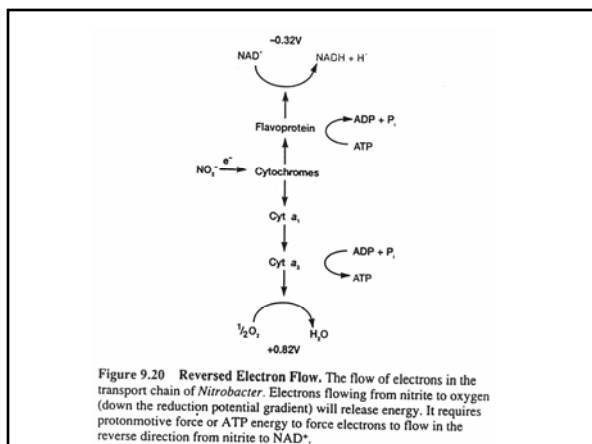 −0.32V
NAD⁺ NADH + H⁺
Flavoprotein
ADP + Pᵢ
ATP
NO₂⁻ e⁻ Cytochromes
Cyt a₁
Cyt a₃
ADP + Pᵢ
ATP
½O₂ H₂O
+0.82V
Figure 9.20 Reversed Electron Flow. The flow of electrons in the
transport chain of Nitrobacter. Electrons flowing from nitrite to oxygen
(down the reduction potential gradient) will release energy. It requires
protonmotive force or ATP energy to force electrons to flow in the
reverse direction from nitrite to NAD⁺.